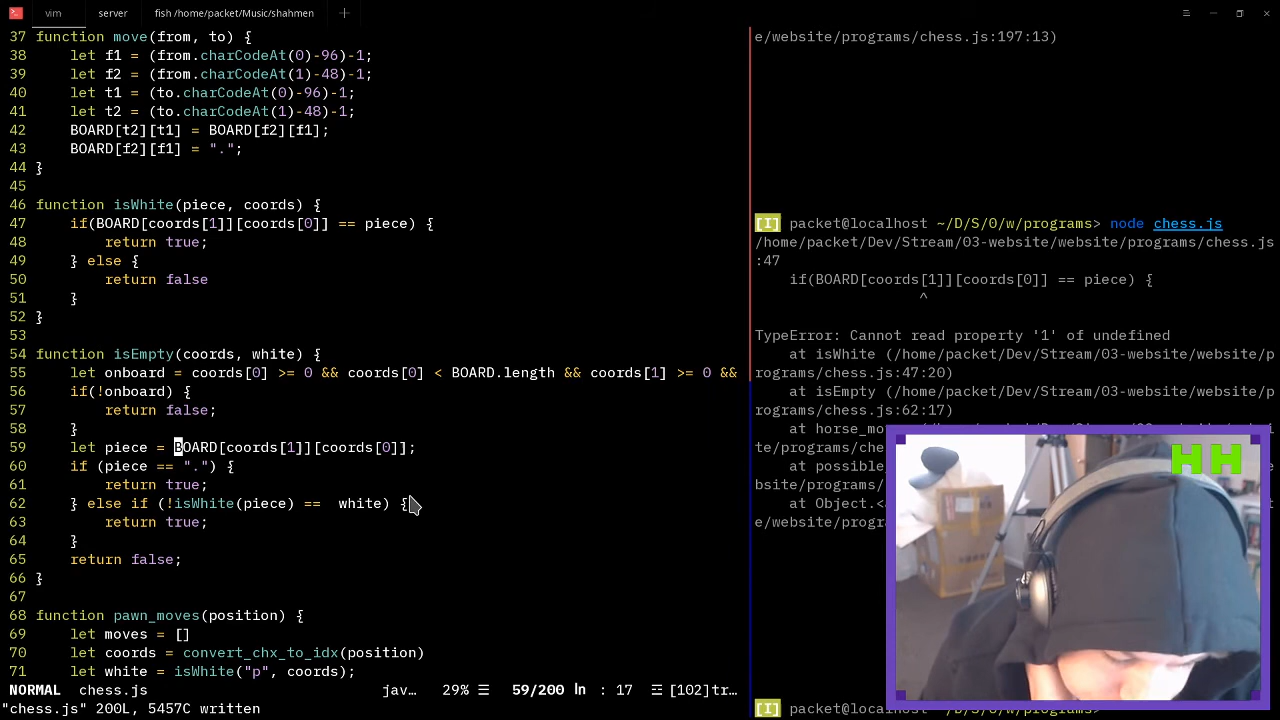 vim server fish /home/packet/Music/shahmen
37 function move(from, to) {
38     let f1 = (from.charCodeAt(0)-96)-1;
39     let f2 = (from.charCodeAt(1)-48)-1;
40     let t1 = (to.charCodeAt(0)-96)-1;
41     let t2 = (to.charCodeAt(1)-48)-1;
42     BOARD[t2][t1] = BOARD[f2][f1];
43     BOARD[f2][f1] = ".";
44 }
45
46 function isWhite(piece, coords) {
47     if(BOARD[coords[1]][coords[0]] == piece) {
48         return true;
49     } else {
50         return false
51     }
52 }
53
54 function isEmpty(coords, white) {
55     let onboard = coords[0] >= 0 && coords[0] < BOARD.length && coords[1] >= 0 &&
56     if(!onboard) {
57         return false;
58     }
59     let piece = BOARD[coords[1]][coords[0]];
60     if (piece == ".") {
61         return true;
62     } else if (!isWhite(piece) ==  white) {
63         return true;
64     }
65     return false;
66 }
67
68 function pawn_moves(position) {
69     let moves = []
70     let coords = convert_chx_to_idx(position)
71     let white = isWhite("p", coords);
NORMAL chess.js jav… 29% ☰ 59/200 ln : 17 ☲ [102]tr…
"chess.js" 200L, 5457C written
e/website/programs/chess.js:197:13)
[I] packet@localhost ~/D/S/0/w/programs> node chess.js
/home/packet/Dev/Stream/03-website/website/programs/chess.js
:47
    if(BOARD[coords[1]][coords[0]] == piece) {
                    ^
TypeError: Cannot read property '1' of undefined
    at isWhite (/home/packet/Dev/Stream/03-website/website/p
rograms/chess.js:47:20)
    at isEmpty (/home/packet/Dev/Stream/03-website/website/p
rograms/chess.js:62:17)
    at horse_mo
te/website/p
    at possible
ebsite/progra
    at Object.<
e/website/progra
[I] packet@localhost ~/D/S/0/w/programs>
HH